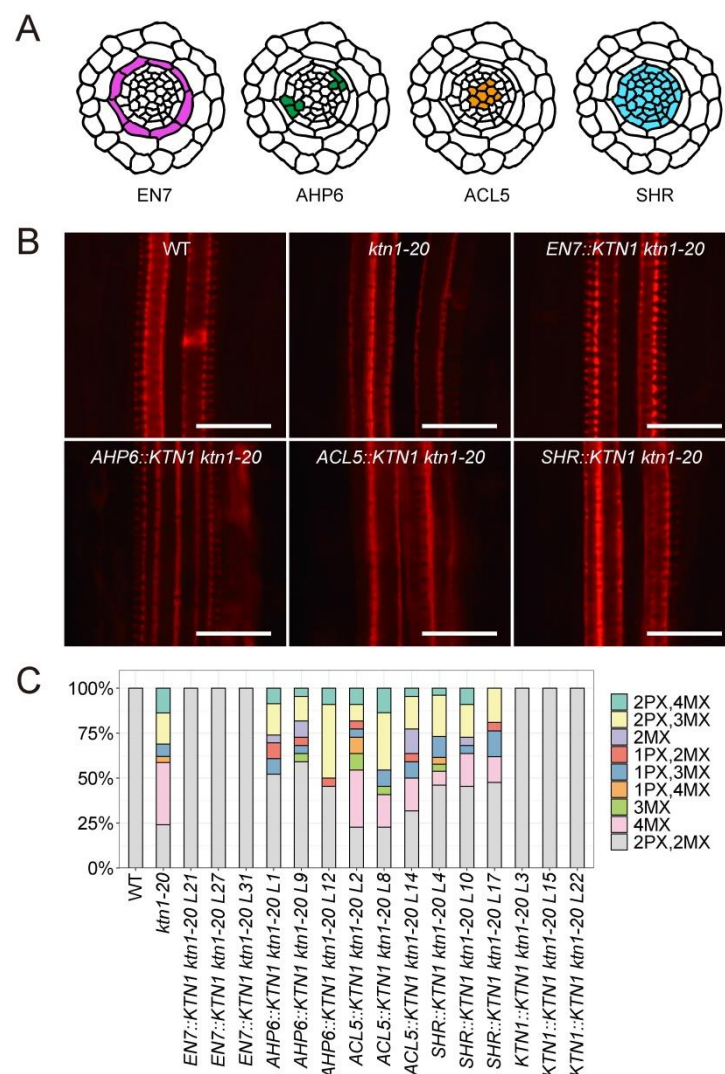 A
EN7
AHP6
ACL5
SHR
B
WT
ktn1-20
EN7::KTN1 ktn1-20
AHP6::KTN1 ktn1-20
ACL5::KTN1 ktn1-20
SHR::KTN1 ktn1-20
C
100%
75%
50%
25%
0%
2PX,4MX
2PX,3MX
2MX
1PX,2MX
1PX,3MX
1PX,4MX
3MX
4MX
2PX,2MX
WT
ktn1-20
EN7::KTN1 ktn1-20 L21
EN7::KTN1 ktn1-20 L27
EN7::KTN1 ktn1-20 L31
AHP6::KTN1 ktn1-20 L1
AHP6::KTN1 ktn1-20 L9
AHP6::KTN1 ktn1-20 L12
ACL5::KTN1 ktn1-20 L2
ACL5::KTN1 ktn1-20 L8
ACL5::KTN1 ktn1-20 L14
SHR::KTN1 ktn1-20 L4
SHR::KTN1 ktn1-20 L10
SHR::KTN1 ktn1-20 L17
KTN1::KTN1 ktn1-20 L3
KTN1::KTN1 ktn1-20 L15
KTN1::KTN1 ktn1-20 L22